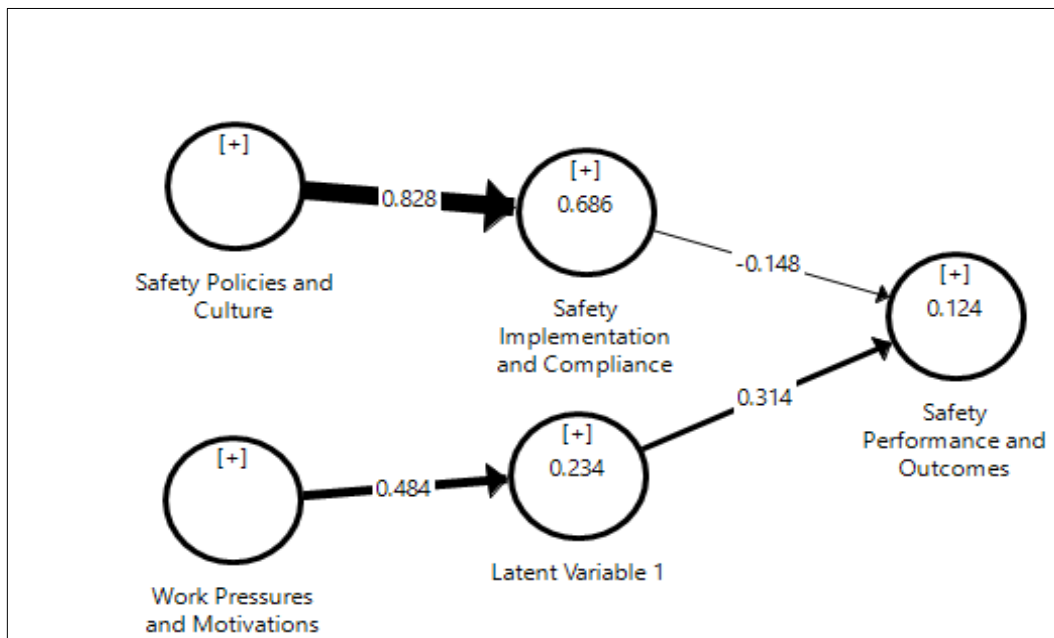 [+]
0.828
Safety Policies and
Culture
[+]
0.686
Safety
Implementation
and Compliance
-0.148
[+]
0.124
Safety
Performance and
Outcomes
[+]
0.484
Work Pressures
and Motivations
[+]
0.234
Latent Variable 1
0.314